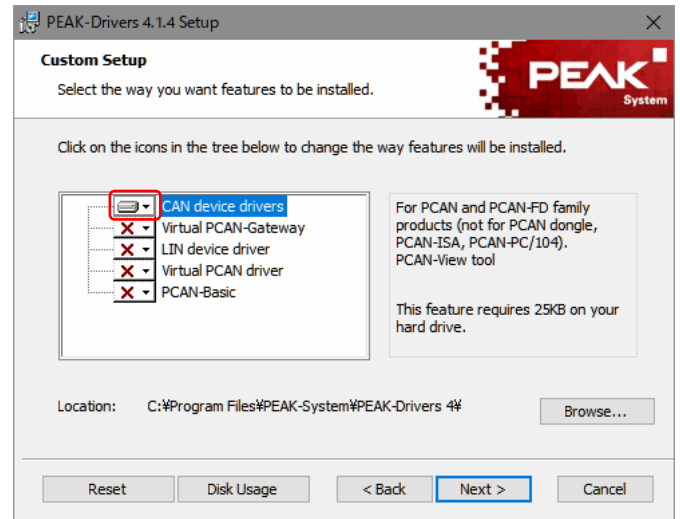 PEAK-Drivers 4.1.4 Setup
Custom Setup
Select the way you want features to be installed.
PEAK
System
Click on the icons in the tree below to change the way features will be installed.
CAN device drivers
Virtual PCAN-Gateway
LIN device driver
Virtual PCAN driver
PCAN-Basic
For PCAN and PCAN-FD family
products (not for PCAN dongle,
PCAN-ISA, PCAN-PC/104).
PCAN-View tool
This feature requires 25KB on your
hard drive.
Location: C:¥Program Files¥PEAK-System¥PEAK-Drivers 4¥
Browse...
Reset Disk Usage < Back Next > Cancel